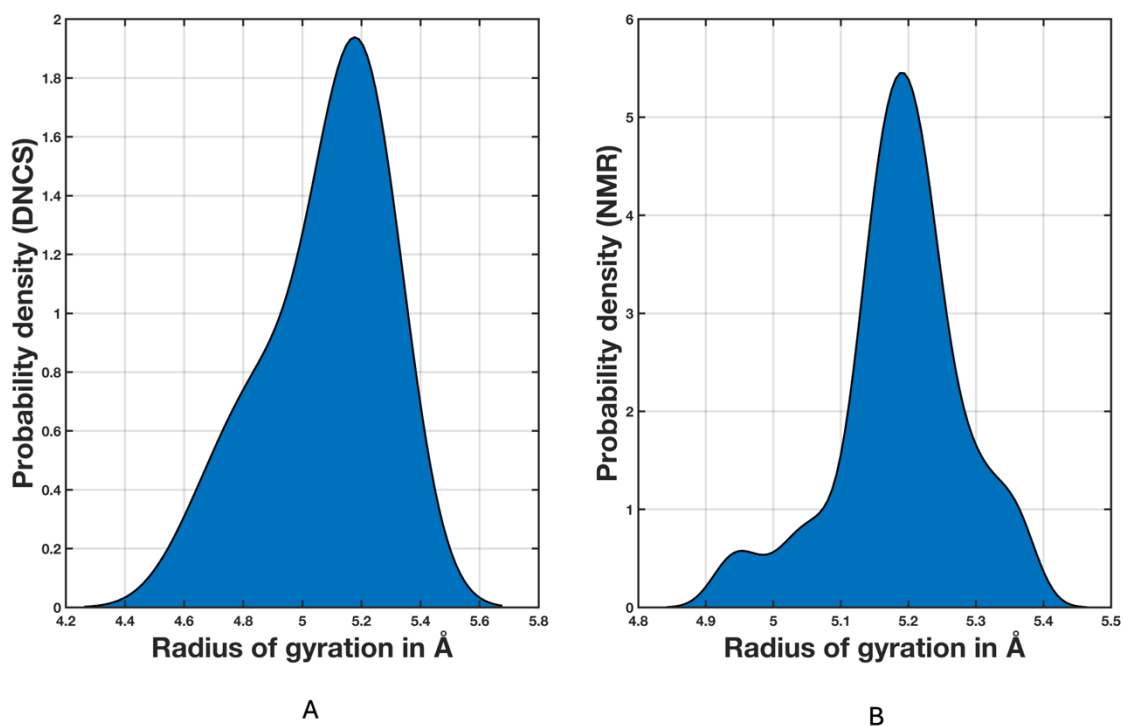 Probability density (DNCS)
2
1.8
1.6
1.4
1.2
1
0.8
0.6
0.4
0.2
0
4.2 4.4 4.6 4.8 5 5.2 5.4 5.6 5.8
Radius of gyration in Å
A
Probability density (NMR)
6
5
4
3
2
1
0
4.8 4.9 5 5.1 5.2 5.3 5.4 5.5
Radius of gyration in Å
B